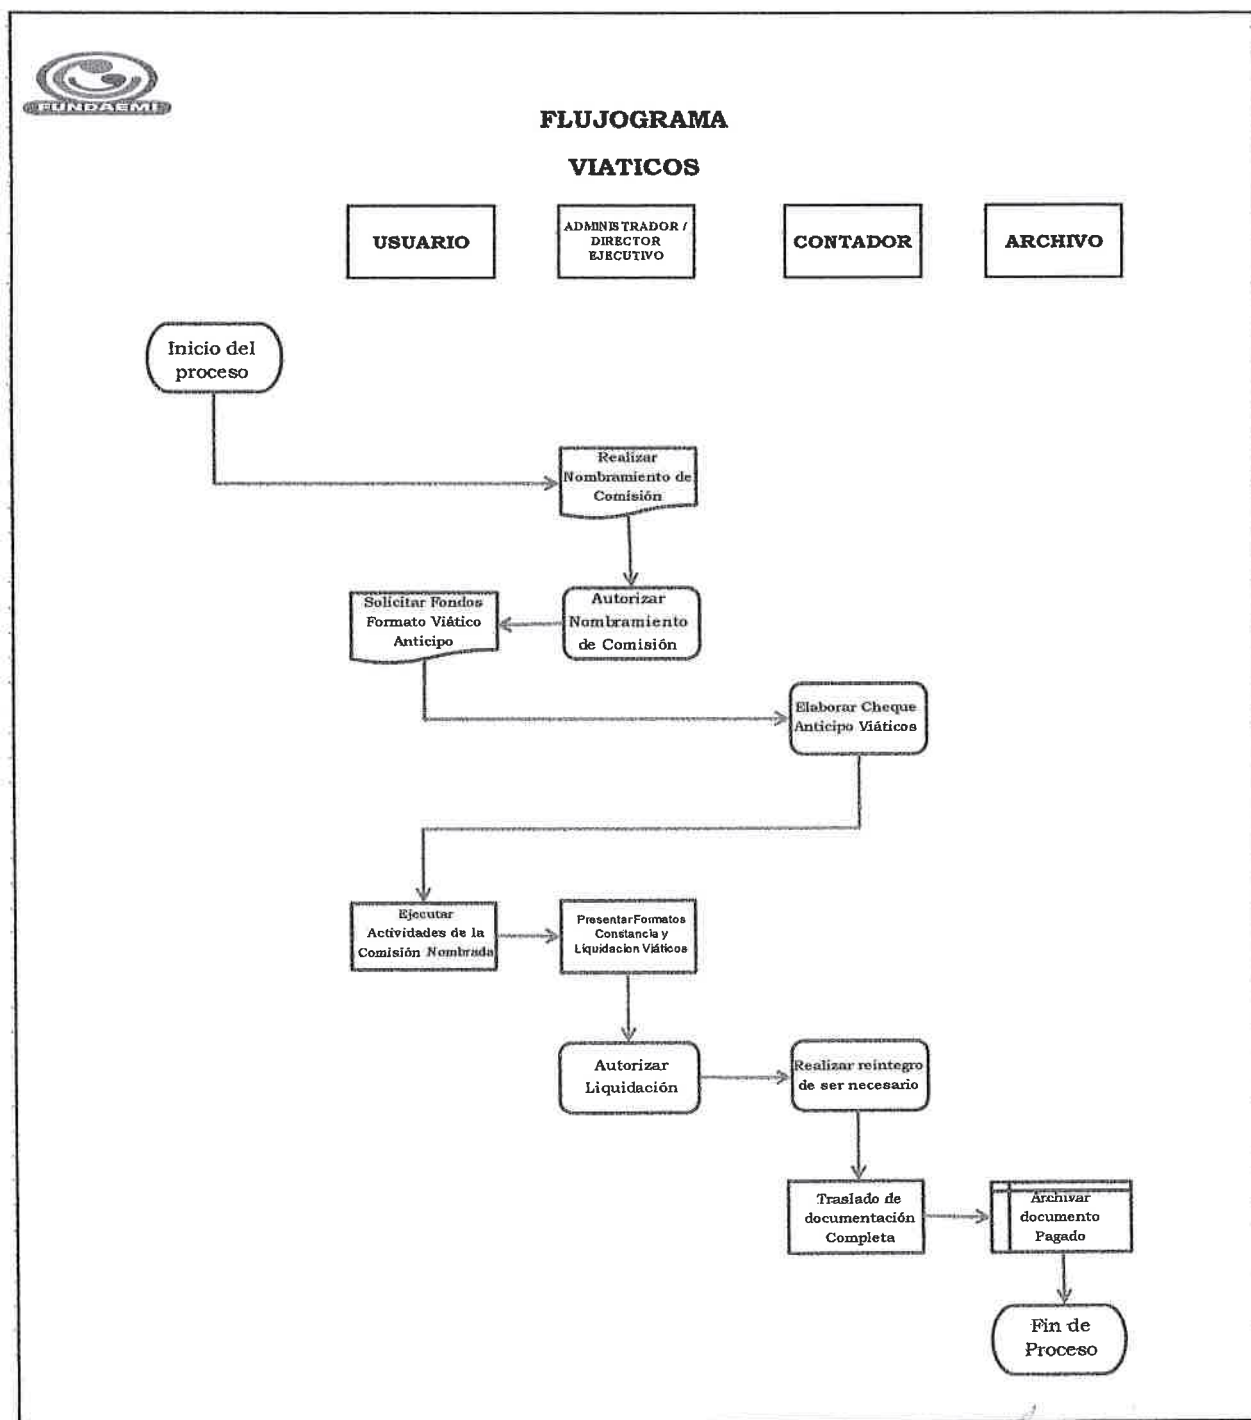 FUNDAEMI
FLUJOGRAMA
VIATICOS
USUARIO
ADMINISTRADOR /
DIRECTOR
EJECUTIVO
CONTADOR
ARCHIVO
Inicio del
proceso
Realizar
Nombramiento de
Comisión
Autorizar
Nombramiento
de Comisión
Solicitar Fondos
Formato Viático
Anticipo
Elaborar Cheque
Anticipo Viáticos
Ejecutar
Actividades de la
Comisión Nombrada
Presentar Formatos
Constancia y
Liquidacion Viáticos
Autorizar
Liquidación
Realizar reintegro
de ser necesario
Traslado de
documentación
Completa
Archivar
documento
Pagado
Fin de
Proceso